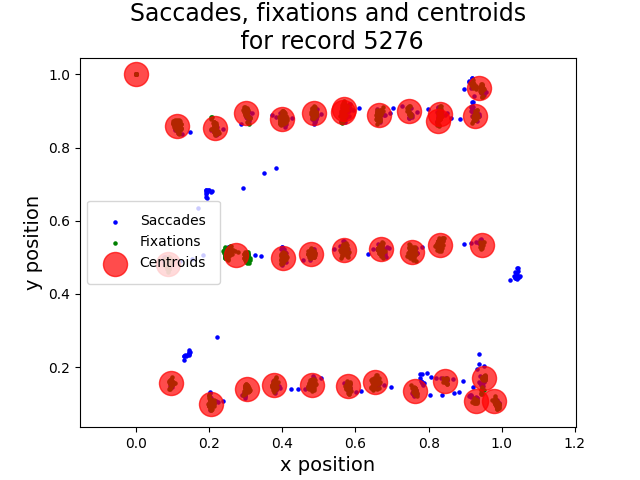 Saccades, fixations and centroids
for record 5276
1.0
0.8
0.6
0.4
0.2
y position
Saccades
Fixations
Centroids
0.0
0.2
0.4
0.6
0.8
1.0
1.2
x position